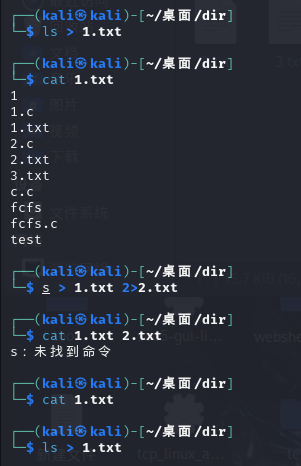 ┌──(kali㉿kali)-[~/桌面/dir]
└─$ ls > 1.txt
┌──(kali㉿kali)-[~/桌面/dir]
└─$ cat 1.txt
1
1.c
1.txt
2.c
2.txt
3.txt
c.c
fcfs
fcfs.c
test
┌──(kali㉿kali)-[~/桌面/dir]
└─$ s > 1.txt 2>2.txt
┌──(kali㉿kali)-[~/桌面/dir]
└─$ cat 1.txt 2.txt
s：未找到命令
┌──(kali㉿kali)-[~/桌面/dir]
└─$ cat 1.txt
┌──(kali㉿kali)-[~/桌面/dir]
└─$ ls > 1.txt